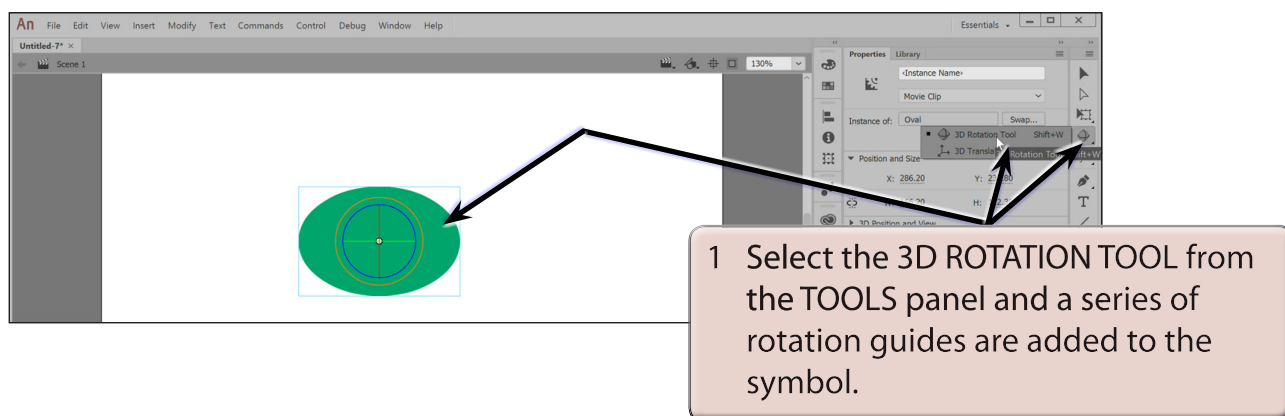 An File Edit View Insert Modify Text Commands Control Debug Window Help Essentials
Untitled-7* ×
Scene 1 130%
Properties Library
<Instance Name>
Movie Clip
Instance of: Oval Swap...
3D Rotation Tool Shift+W
3D Transla Rotation Too ift+W
Position and Size
X: 286.20 Y:
H:
3D Position and View
1 Select the 3D ROTATION TOOL from
the TOOLS panel and a series of
rotation guides are added to the
symbol.